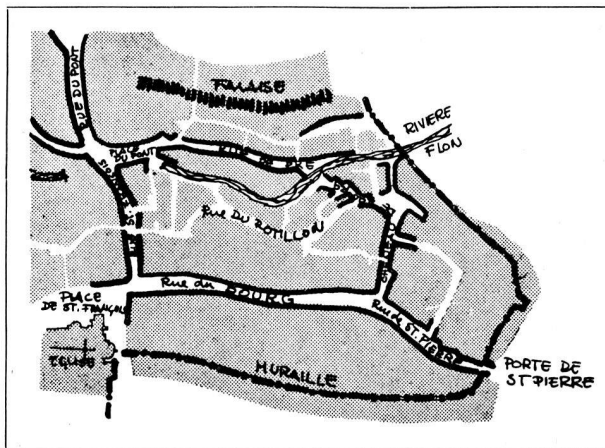 RUE DU PONT
FALAISE
RIVIERE
FLON
PLACE
DU PONT
RUE DU ROTILLON
Rue du BOURG
PLACE
DE ST. FRANÇOIS
EGLISE
Rue de ST. PIERRE
MURAILLE
PORTE DE
ST PIERRE